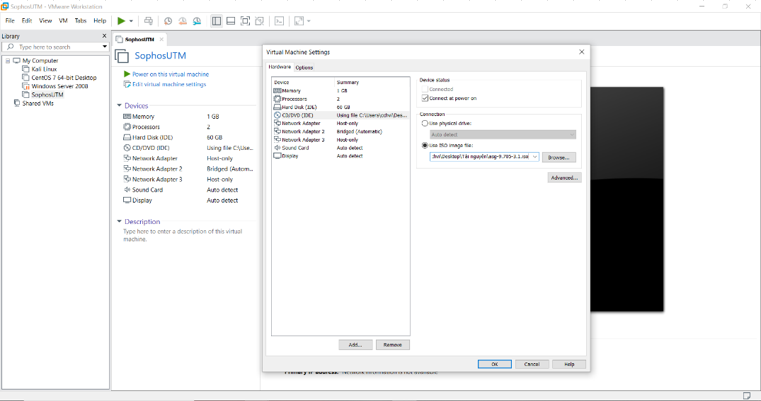 SophosUTM - VMware Workstation
File Edit View VM Tabs Help
Library
Type here to search
My Computer
Kali Linux
CentOS 7 64-bit Desktop
Windows Server 2008
SophosUTM
Shared VMs
SophosUTM
SophosUTM
Power on this virtual machine
Edit virtual machine settings
Devices
Memory 1 GB
Processors 2
Hard Disk (IDE) 60 GB
CD/DVD (IDE) Using file C:\Use...
Network Adapter Host-only
Network Adapter 2 Bridged (Autom...
Network Adapter 3 Host-only
Sound Card Auto detect
Display Auto detect
Description
Type here to enter a description of this virtual
machine.
Virtual Machine Settings
Hardware Options
Device Summary
Memory 1 GB
Processors 2
Hard Disk (IDE) 60 GB
CD/DVD (IDE) Using file C:\Users\cdtvi\Des...
Network Adapter Host-only
Network Adapter 2 Bridged (Automatic)
Network Adapter 3 Host-only
Sound Card Auto detect
Display Auto detect
Add... Remove
Device status
Connected
Connect at power on
Connection
Use physical drive:
Auto detect
Use ISO image file:
Browse...
Advanced...
OK Cancel Help
Primary IP address: Network information is not available